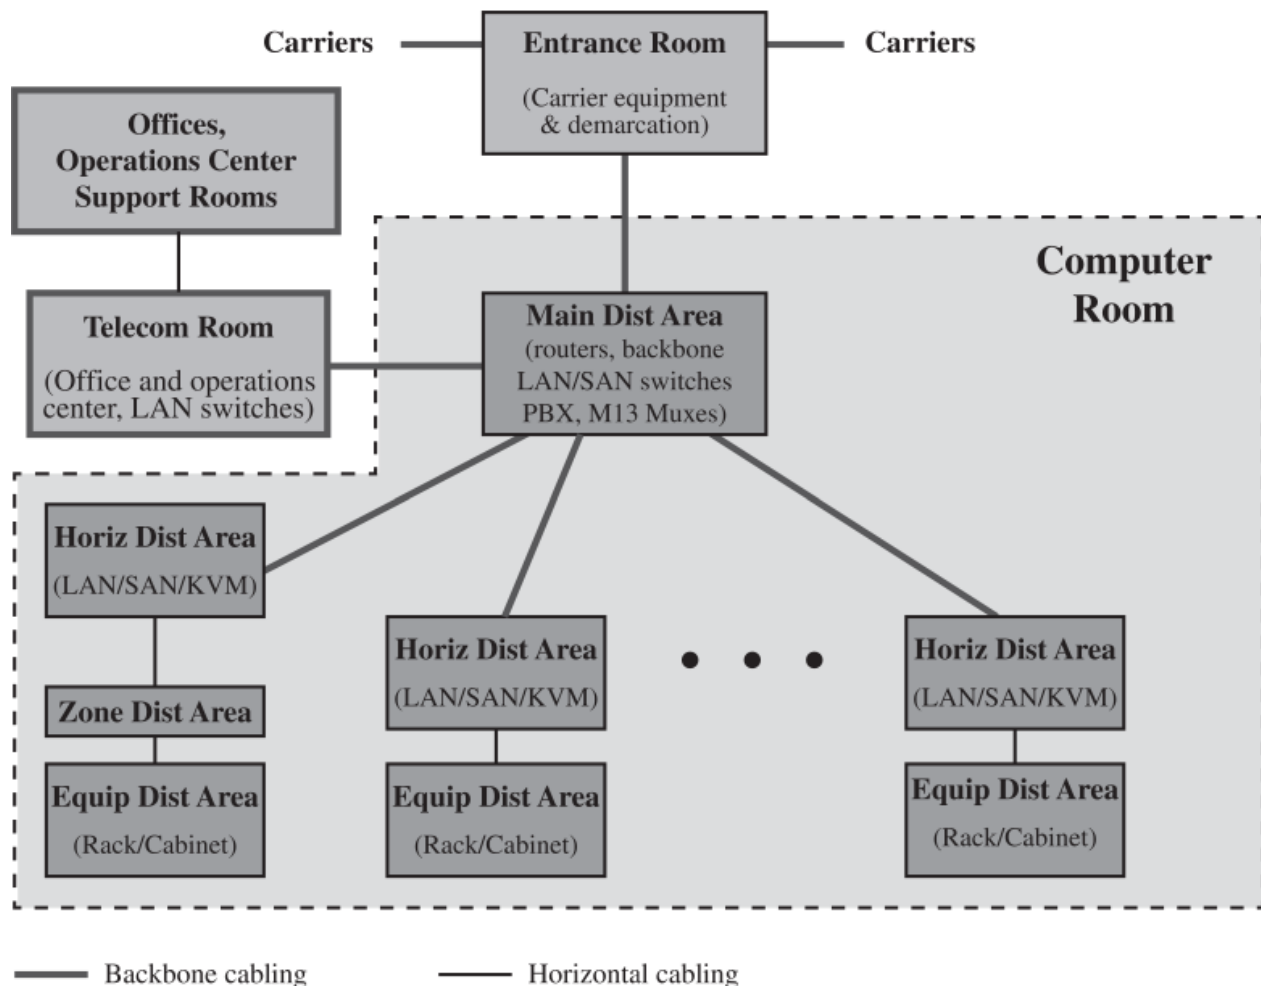 Carriers
Entrance Room
Carriers
(Carrier equipment
& demarcation)
Offices,
Operations Center
Support Rooms
Computer
Room
Telecom Room
(Office and operations
center, LAN switches)
Main Dist Area
(routers, backbone
LAN/SAN switches
PBX, M13 Muxes)
Horiz Dist Area
(LAN/SAN/KVM)
Zone Dist Area
Equip Dist Area
(Rack/Cabinet)
Horiz Dist Area
(LAN/SAN/KVM)
Equip Dist Area
(Rack/Cabinet)
Horiz Dist Area
(LAN/SAN/KVM)
Equip Dist Area
(Rack/Cabinet)
Backbone cabling
Horizontal cabling